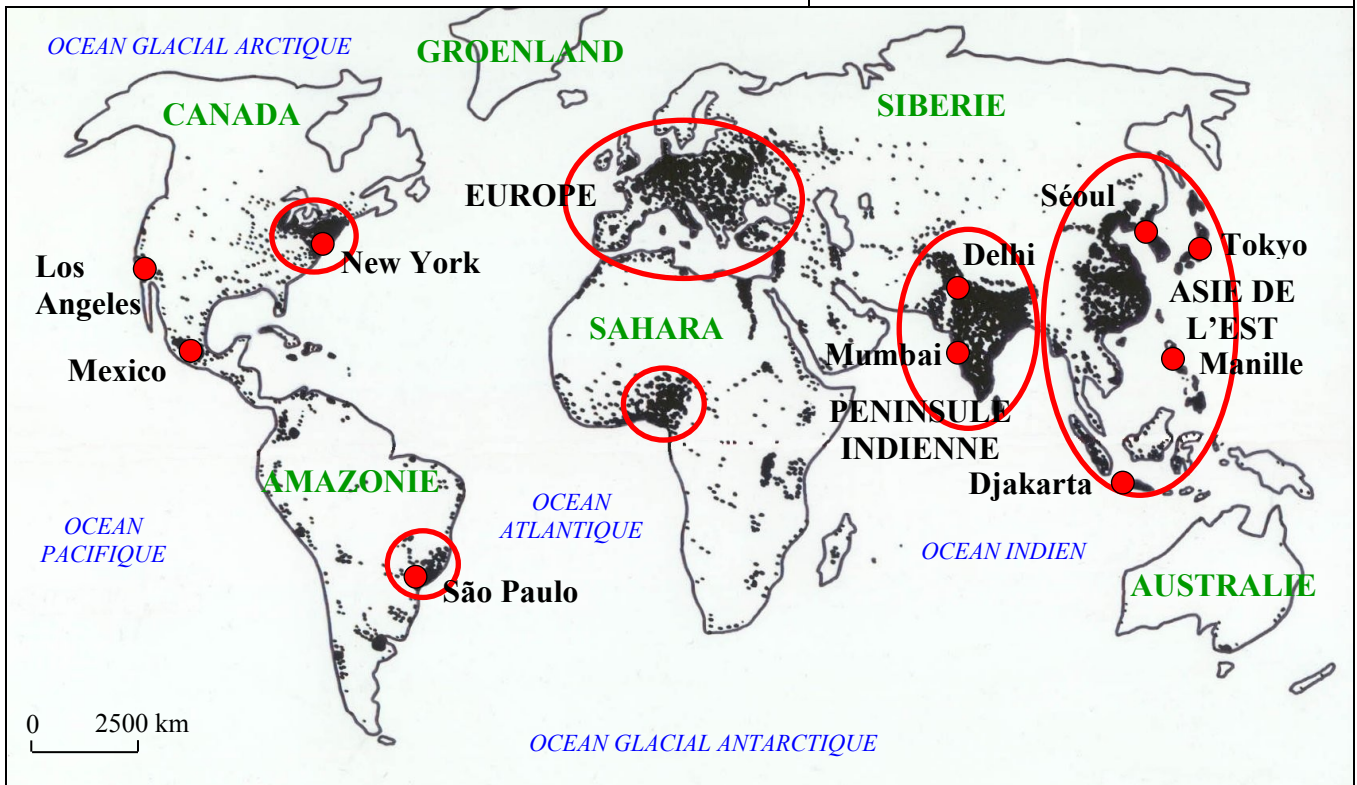 OCEAN GLACIAL ARCTIQUE
GROENLAND
CANADA
SIBERIE
EUROPE
Séoul
Los
Angeles
New York
Delhi
Tokyo
ASIE DE
L'EST
SAHARA
Mexico
Mumbai
Manille
PENINSULE
INDIENNE
AMAZONIE
Djakarta
OCEAN
PACIFIQUE
OCEAN
ATLANTIQUE
OCEAN INDIEN
São Paulo
AUSTRALIE
0 2500 km
OCEAN GLACIAL ANTARCTIQUE